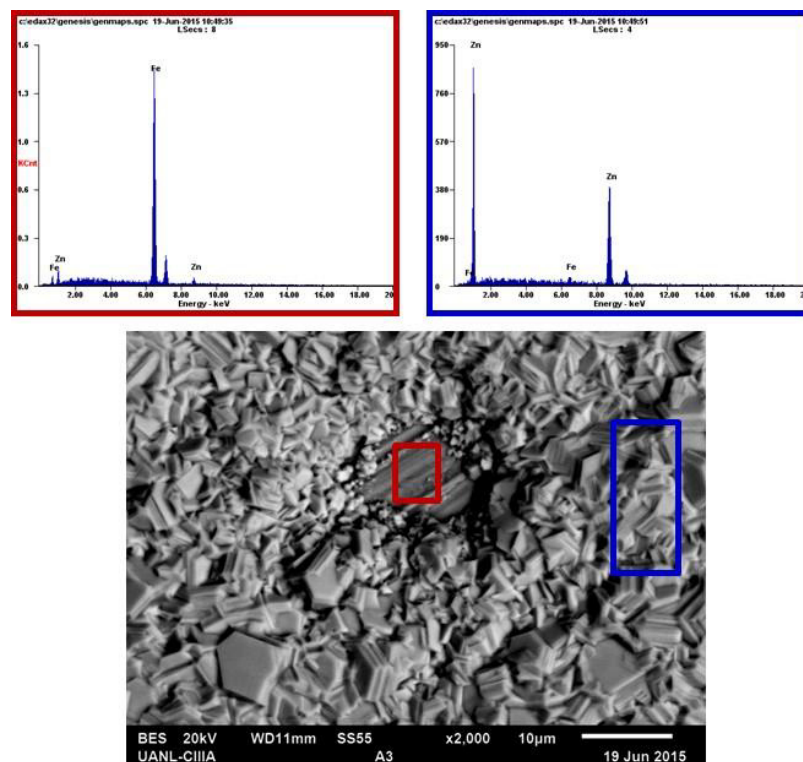 c:\edax32\genesis\genmaps.spc 19-Jun-2015 10:49:35
LSecs : 8
1.6
1.3
1.0
KCnt
0.6
0.3
0.0
Fe
Zn
Fe
Zn
2.00 4.00 6.00 8.00 10.00 12.00 14.00 16.00 18.00 20
Energy - keV
c:\edax32\genesis\genmaps.spc 19-Jun-2015 10:49:51
LSecs : 4
950
760
570
380
190
Zn
Zn
Fe
Fe
2.00 4.00 6.00 8.00 10.00 12.00 14.00 16.00 18.00
Energy - keV
BES 20kV WD11mm SS55 x2,000 10μm
UANL-CIIIA A3 19 Jun 2015